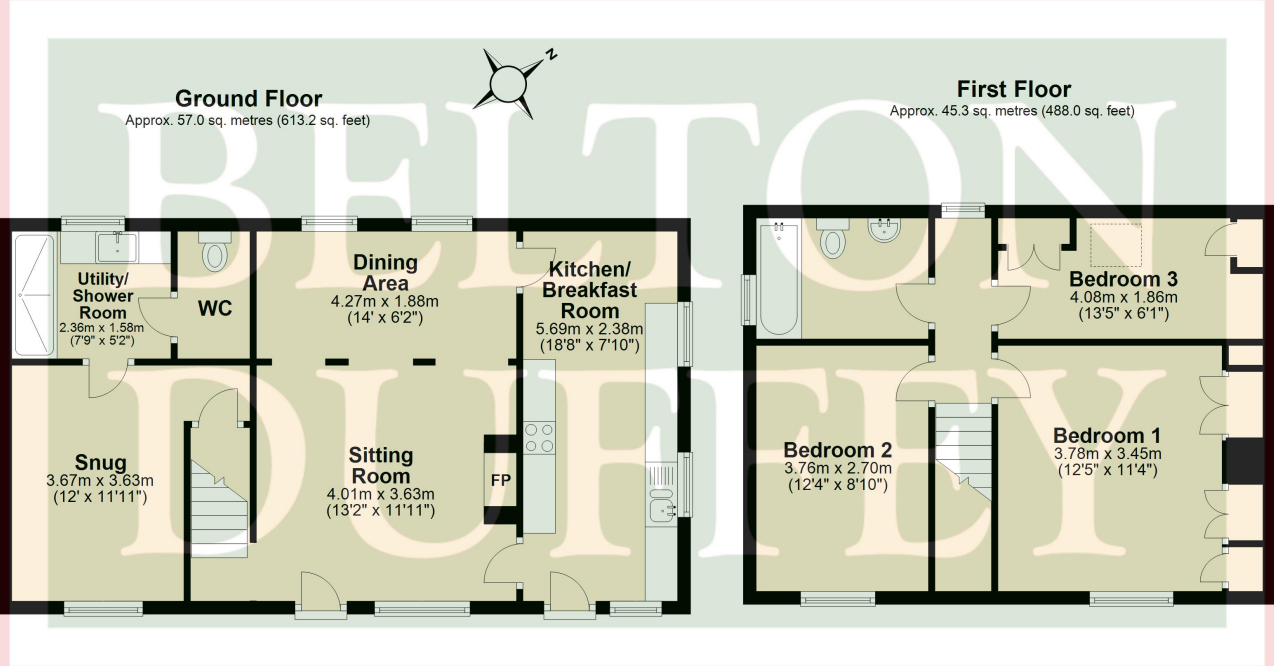 BELTON
DUFFEY
Ground Floor
Approx. 57.0 sq. metres (613.2 sq. feet)
N
First Floor
Approx. 45.3 sq. metres (488.0 sq. feet)
Utility/
Shower
Room
2.36m x 1.58m
(7'9" x 5'2")
WC
Dining
Area
4.27m x 1.88m
(14' x 6'2")
Kitchen/
Breakfast
Room
5.69m x 2.38m
(18'8" x 7'10")
Snug
3.67m x 3.63m
(12' x 11'11")
Sitting
Room
4.01m x 3.63m
(13'2" x 11'11")
FP
Bedroom 3
4.08m x 1.86m
(13'5" x 6'1")
Bedroom 2
3.76m x 2.70m
(12'4" x 8'10")
Bedroom 1
3.78m x 3.45m
(12'5" x 11'4")